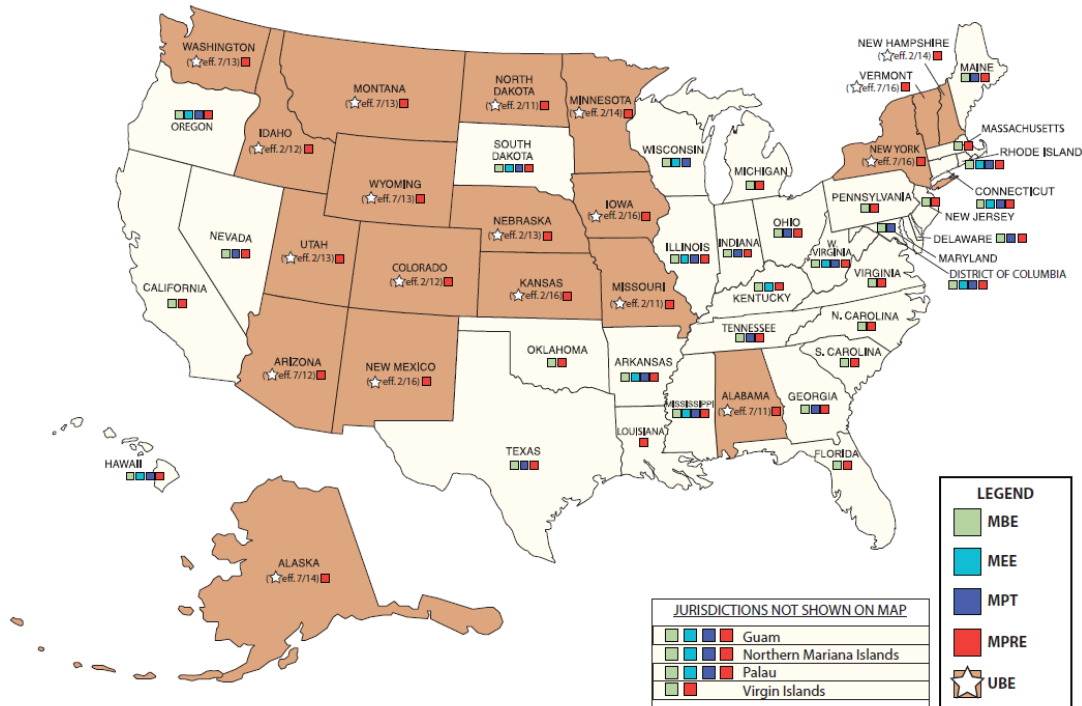 WASHINGTON
(eff. 7/13)
MONTANA
(eff. 7/13)
NORTH
DAKOTA
(eff. 2/11)
MINNESOTA
(eff. 2/14)
NEW HAMPSHIRE
(eff. 2/14)
VERMONT
(eff. 7/16)
MAINE
OREGON
IDAHO
(eff. 2/12)
SOUTH
DAKOTA
WISCONSIN
MICHIGAN
NEW YORK
(eff. 7/16)
MASSACHUSETTS
RHODE ISLAND
CONNECTICUT
NEW JERSEY
DELAWARE
MARYLAND
DISTRICT OF COLUMBIA
WYOMING
(eff. 7/13)
NEBRASKA
(eff. 2/13)
IOWA
(eff. 2/16)
PENNSYLVANIA
NEVADA
UTAH
(eff. 2/13)
COLORADO
(eff. 2/12)
KANSAS
(eff. 2/16)
MISSOURI
(eff. 2/11)
ILLINOIS
INDIANA
OHIO
W.
VIRGINIA
VIRGINIA
CALIFORNIA
KENTUCKY
TENNESSEE
N. CAROLINA
S. CAROLINA
ARIZONA
(eff. 7/12)
NEW MEXICO
(eff. 2/16)
OKLAHOMA
ARKANSAS
MISSISSIPPI
ALABAMA
(eff. 7/11)
GEORGIA
LOUISIANA
TEXAS
FLORIDA
HAWAII
ALASKA
(eff. 7/14)
JURISDICTIONS NOT SHOWN ON MAP
Guam
Northern Mariana Islands
Palau
Virgin Islands
LEGEND
MBE
MEE
MPT
MPRE
UBE